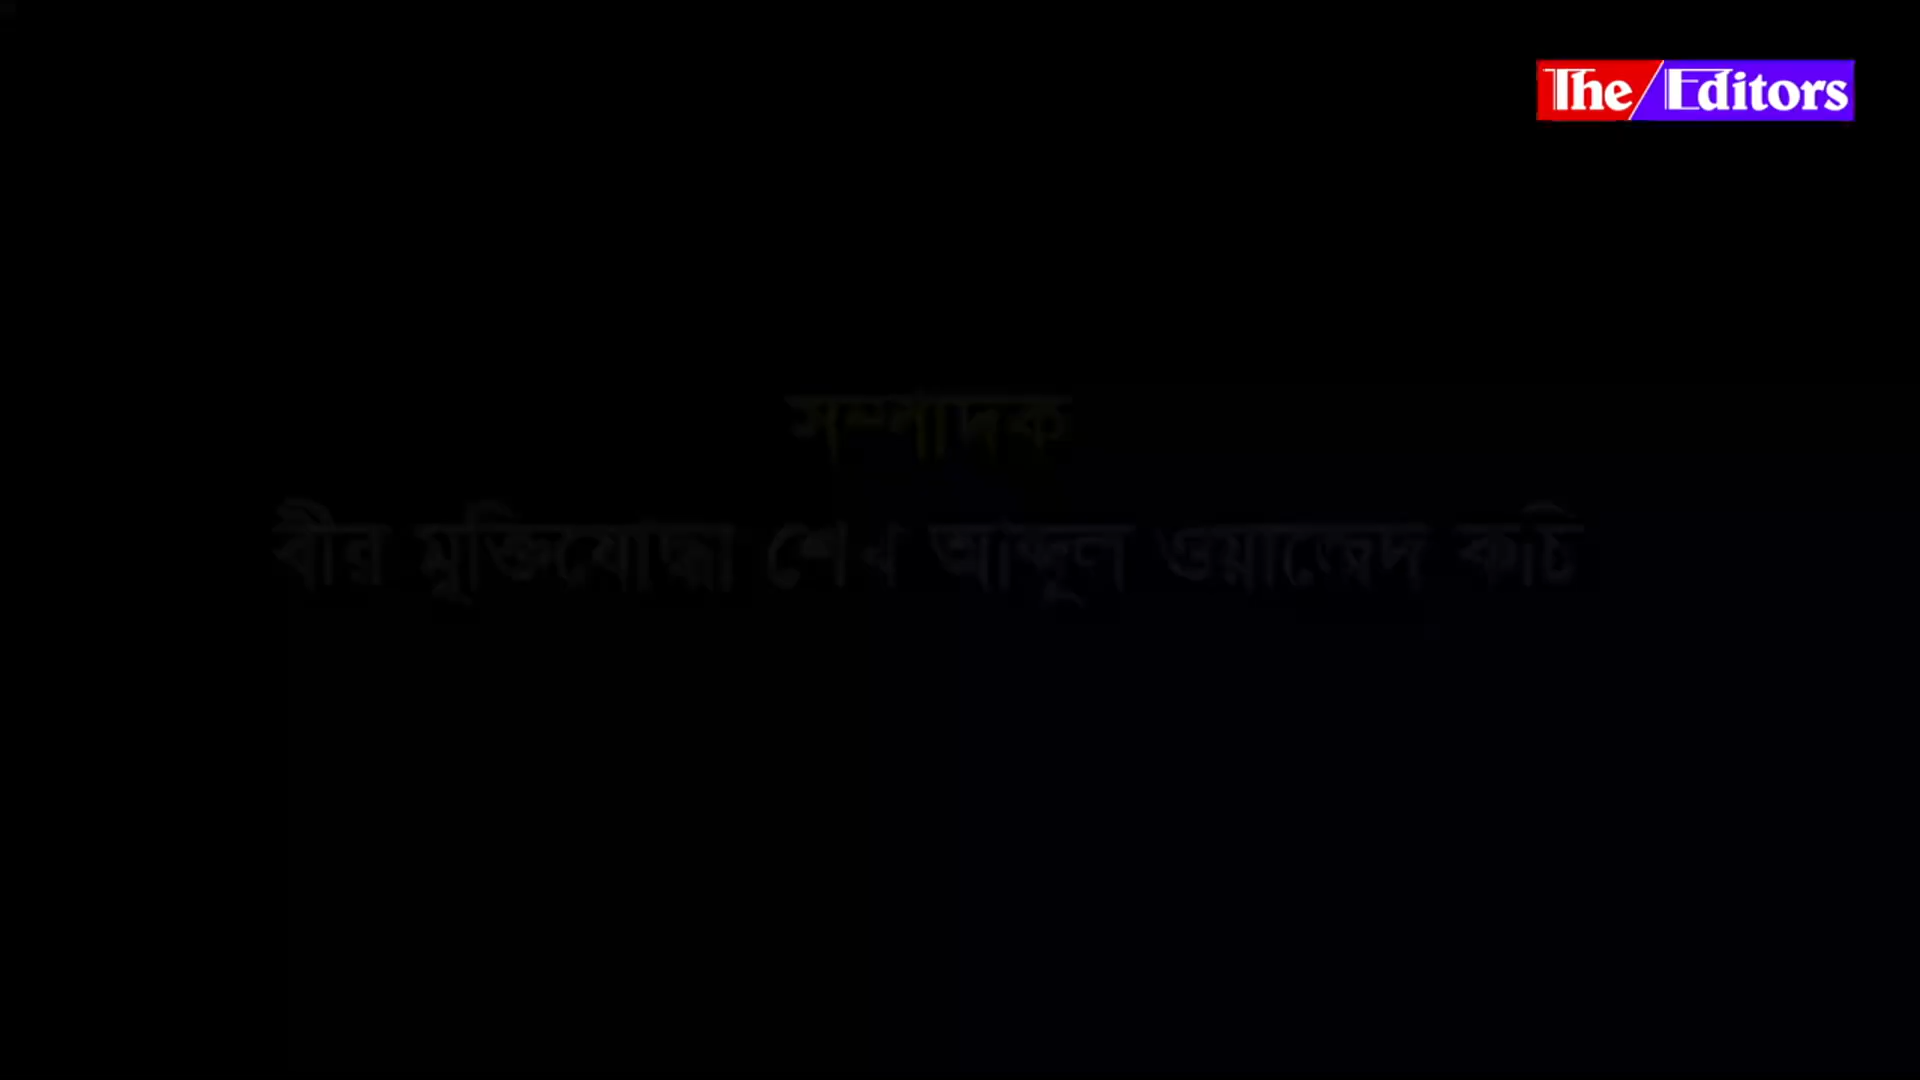 The Editors
সম্পাদক
বীর মুক্তিযোদ্ধা শেখ আব্দুল ওয়াজেদ কচি